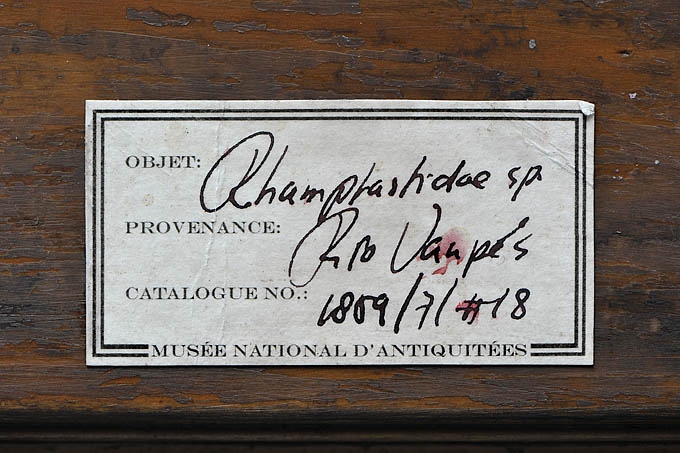 OBJET: Rhamphastidae sp.
PROVENANCE: Rio Vaupés
CATALOGUE NO.: 1809/7/#18
MUSÉE NATIONAL D'ANTIQUITÉES